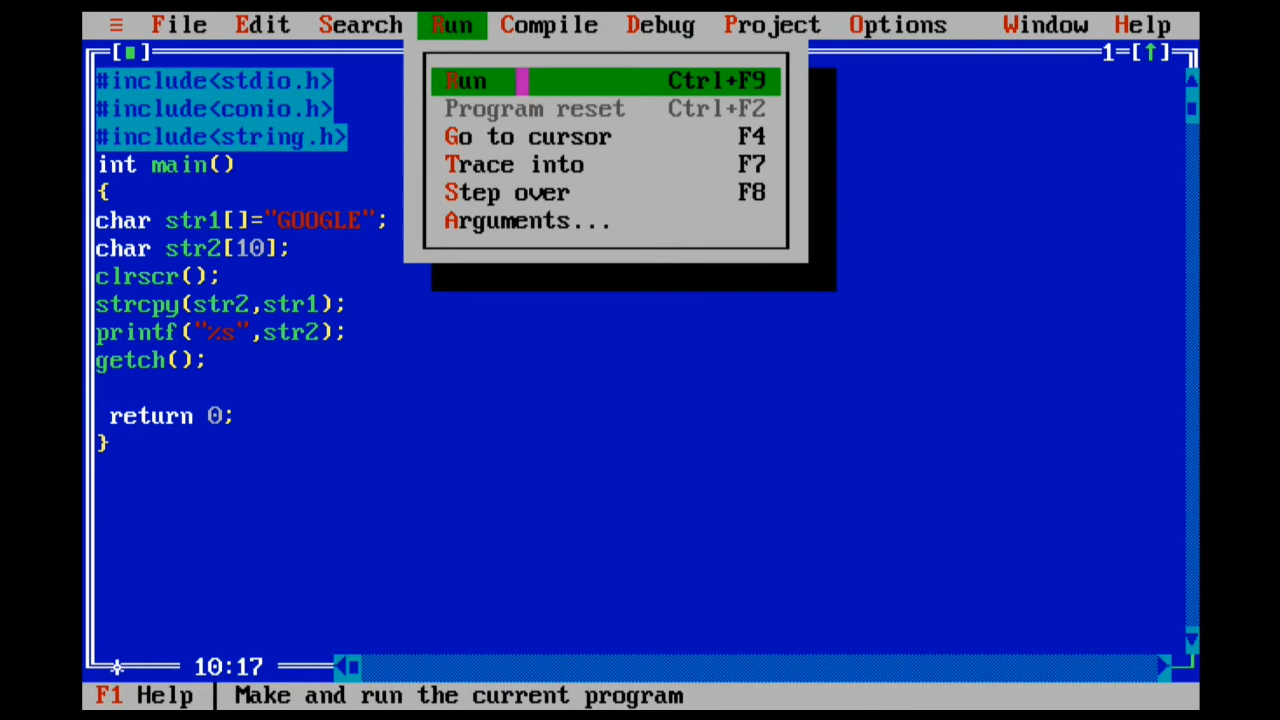 ≡ File Edit Search Run Compile Debug Project Options Window Help
[■] 1=[↑]
Run Ctrl+F9
Program reset Ctrl+F2
Go to cursor F4
Trace into F7
Step over F8
Arguments...
#include<stdio.h>
#include<conio.h>
#include<string.h>
int main()
{
char str1[]="GOOGLE";
char str2[10];
clrscr();
strcpy(str2,str1);
printf("%s",str2);
getch();
return 0;
}
10:17
F1 Help | Make and run the current program